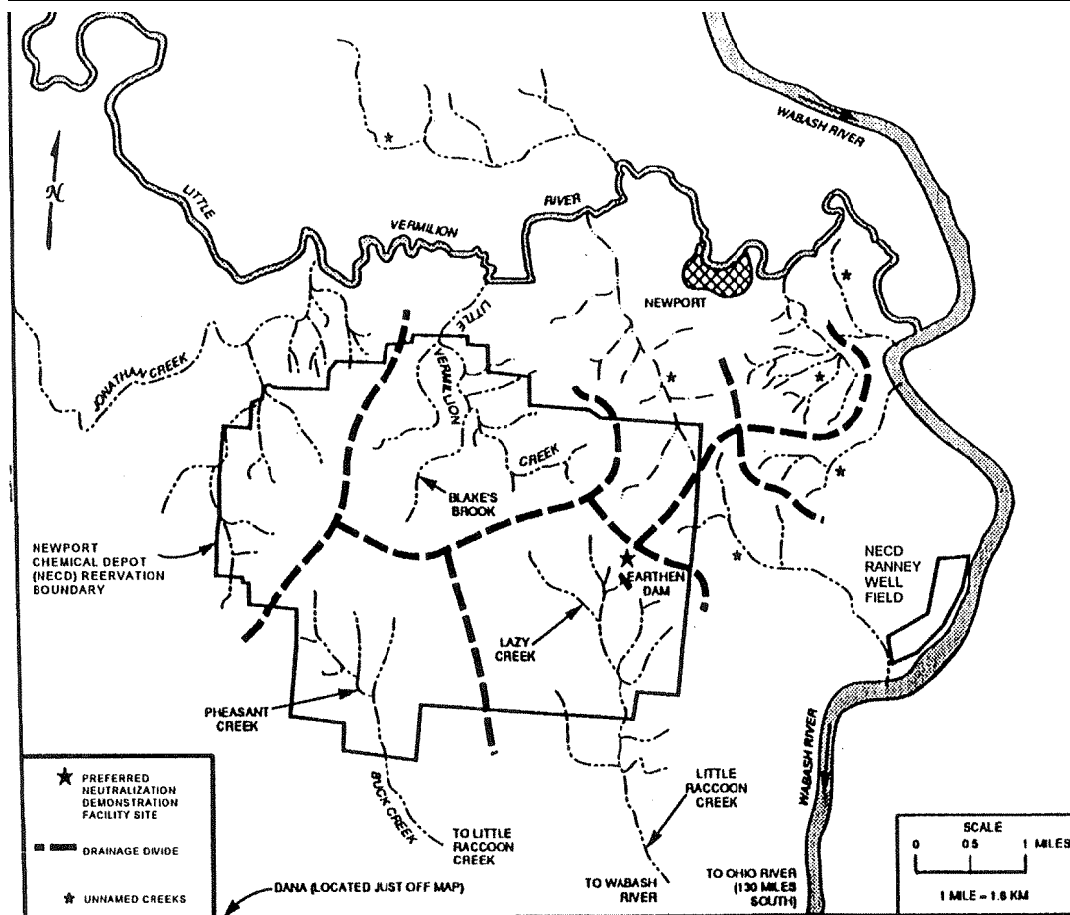 WABASH RIVER
N
LITTLE
VERMILION
RIVER
NEWPORT
LITTLE
VERMILION
CREEK
JONATHAN CREEK
BLAKE'S
BROOK
NEWPORT
CHEMICAL DEPOT
(NECD) REERVATION
BOUNDARY
NECD
RANNEY
WELL
FIELD
EARTHEN
DAM
LAZY
CREEK
PHEASANT
CREEK
WABASH RIVER
BUCK CREEK
LITTLE
RACCOON
CREEK
TO LITTLE
RACCOON
CREEK
TO WABASH
RIVER
TO OHIO RIVER
(130 MILES
SOUTH)
DANA (LOCATED JUST OFF MAP)
PREFERRED
NEUTRALIZATION
DEMONSTRATION
FACILITY SITE
DRAINAGE DIVIDE
UNNAMED CREEKS
SCALE
0 0.5 1 MILES
1 MILE = 1.6 KM